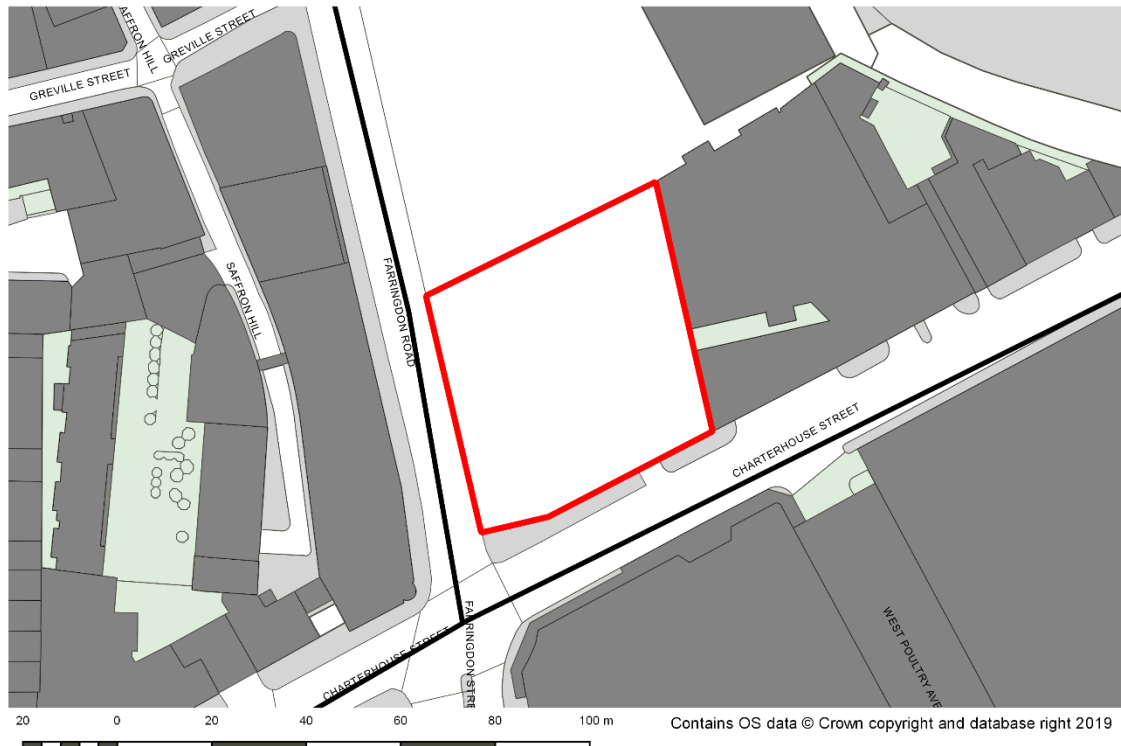 SAFFRON HILL
GREVILLE STREET
GREVILLE STREET
SAFFRON HILL
FARRINGDON ROAD
CHARTERHOUSE STREET
CHARTERHOUSE STREET
FARRINGDON STRE
WEST POULTRY AVE
20 0 20 40 60 80 100 m
Contains OS data © Crown copyright and database right 2019